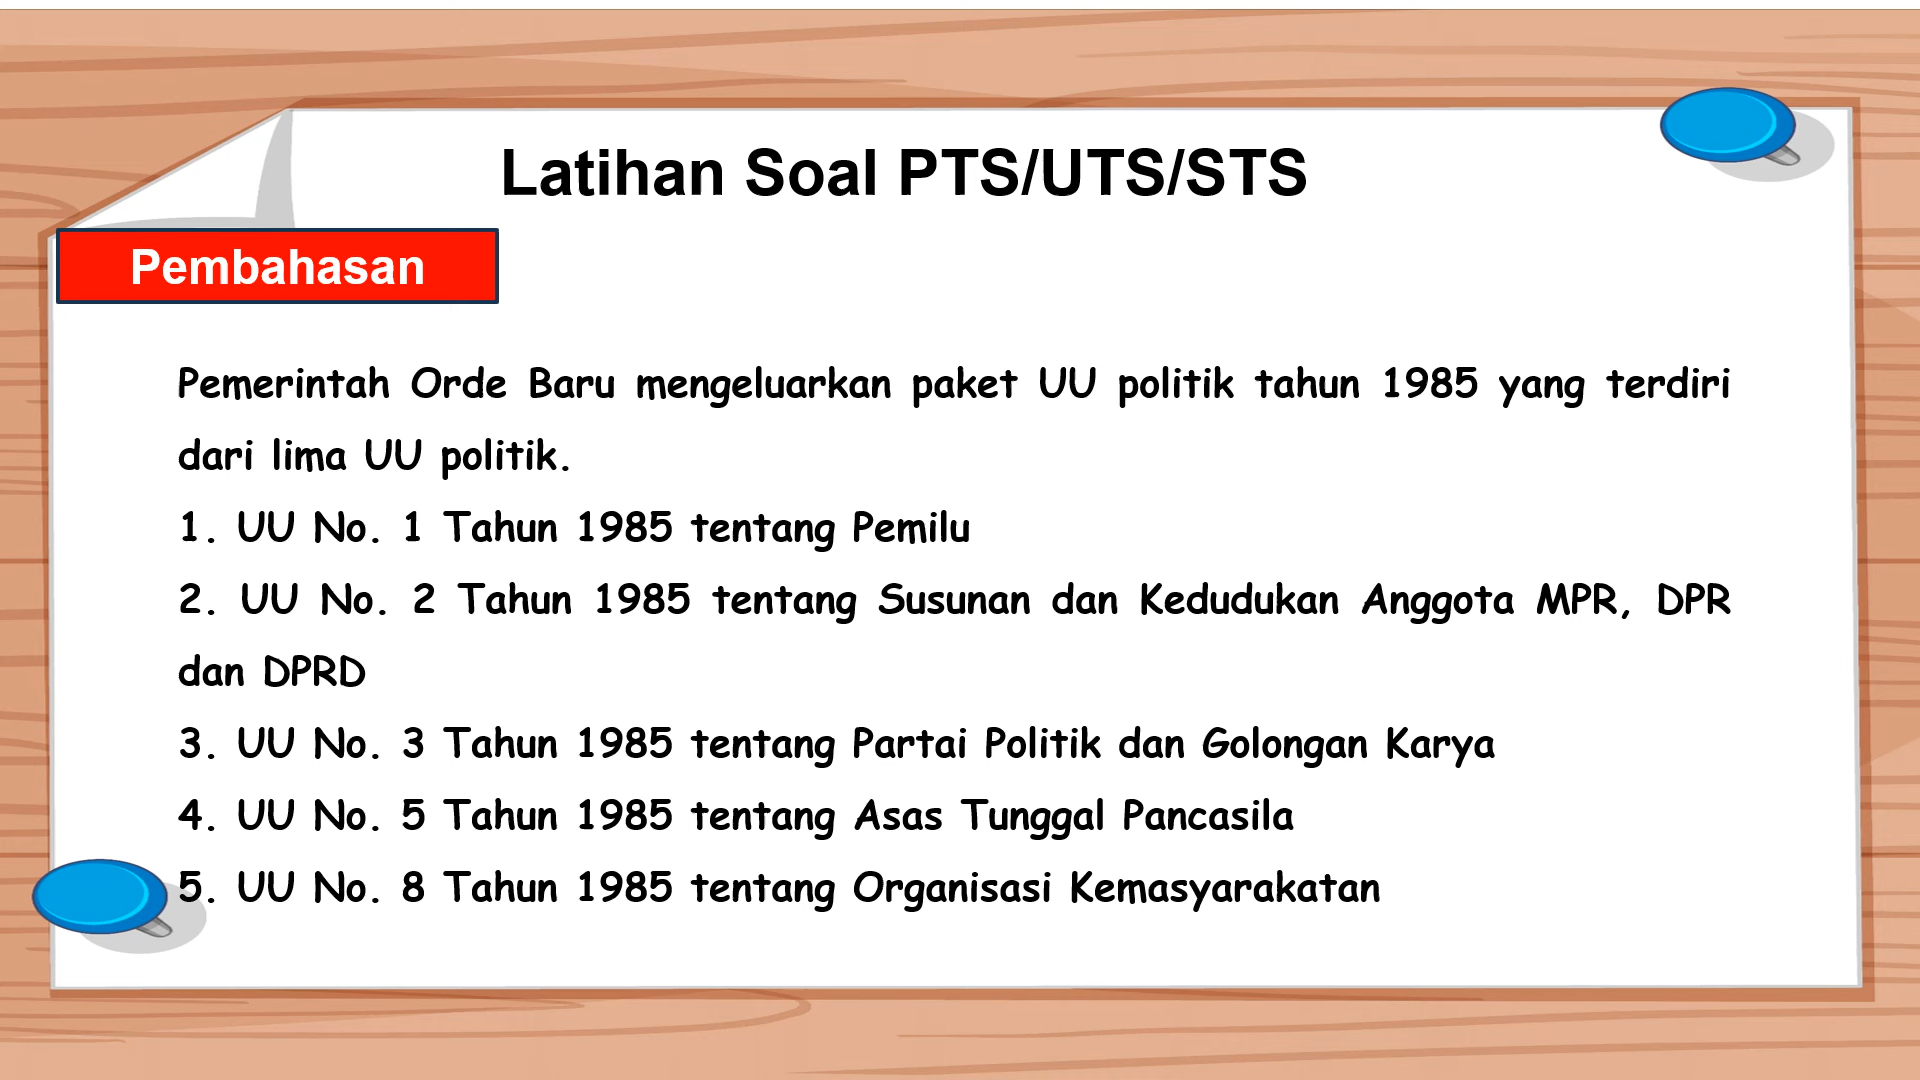 Latihan Soal PTS/UTS/STS
Pembahasan
Pemerintah Orde Baru mengeluarkan paket UU politik tahun 1985 yang terdiri
dari lima UU politik.
1. UU No. 1 Tahun 1985 tentang Pemilu
2. UU No. 2 Tahun 1985 tentang Susunan dan Kedudukan Anggota MPR, DPR
dan DPRD
3. UU No. 3 Tahun 1985 tentang Partai Politik dan Golongan Karya
4. UU No. 5 Tahun 1985 tentang Asas Tunggal Pancasila
5. UU No. 8 Tahun 1985 tentang Organisasi Kemasyarakatan